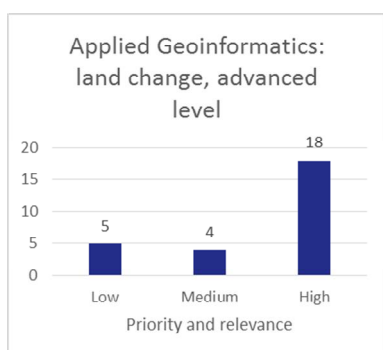 Applied Geoinformatics:
land change, advanced
level
20
15
10
5
0
5
4
18
Low Medium High
Priority and relevance